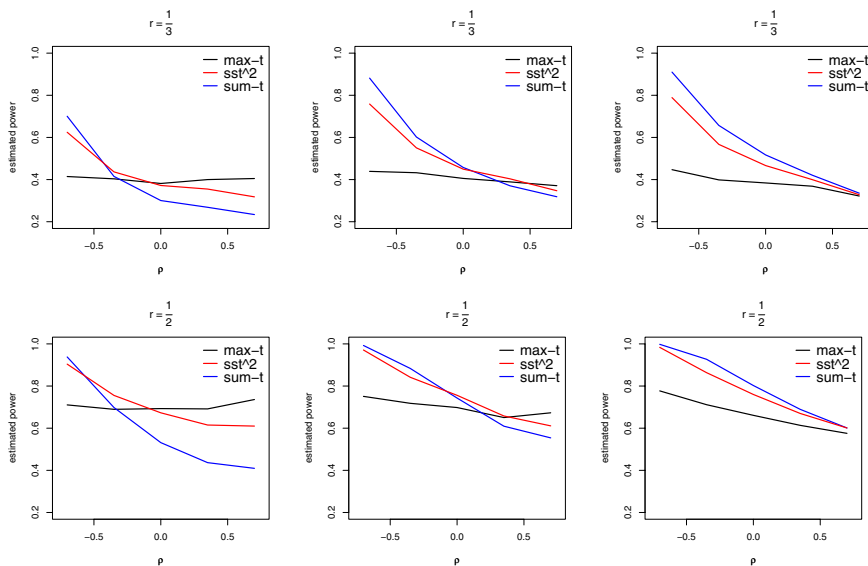 r = 1/3
max−t
sst^2
sum−t
estimated power
1.0
0.8
0.6
0.4
0.2
−0.5 0.0 0.5
ρ
r = 1/3
max−t
sst^2
sum−t
estimated power
1.0
0.8
0.6
0.4
0.2
−0.5 0.0 0.5
ρ
r = 1/3
max−t
sst^2
sum−t
estimated power
1.0
0.8
0.6
0.4
0.2
−0.5 0.0 0.5
ρ
r = 1/2
max−t
sst^2
sum−t
estimated power
1.0
0.8
0.6
0.4
0.2
−0.5 0.0 0.5
ρ
r = 1/2
max−t
sst^2
sum−t
estimated power
1.0
0.8
0.6
0.4
0.2
−0.5 0.0 0.5
ρ
r = 1/2
max−t
sst^2
sum−t
estimated power
1.0
0.8
0.6
0.4
0.2
−0.5 0.0 0.5
ρ